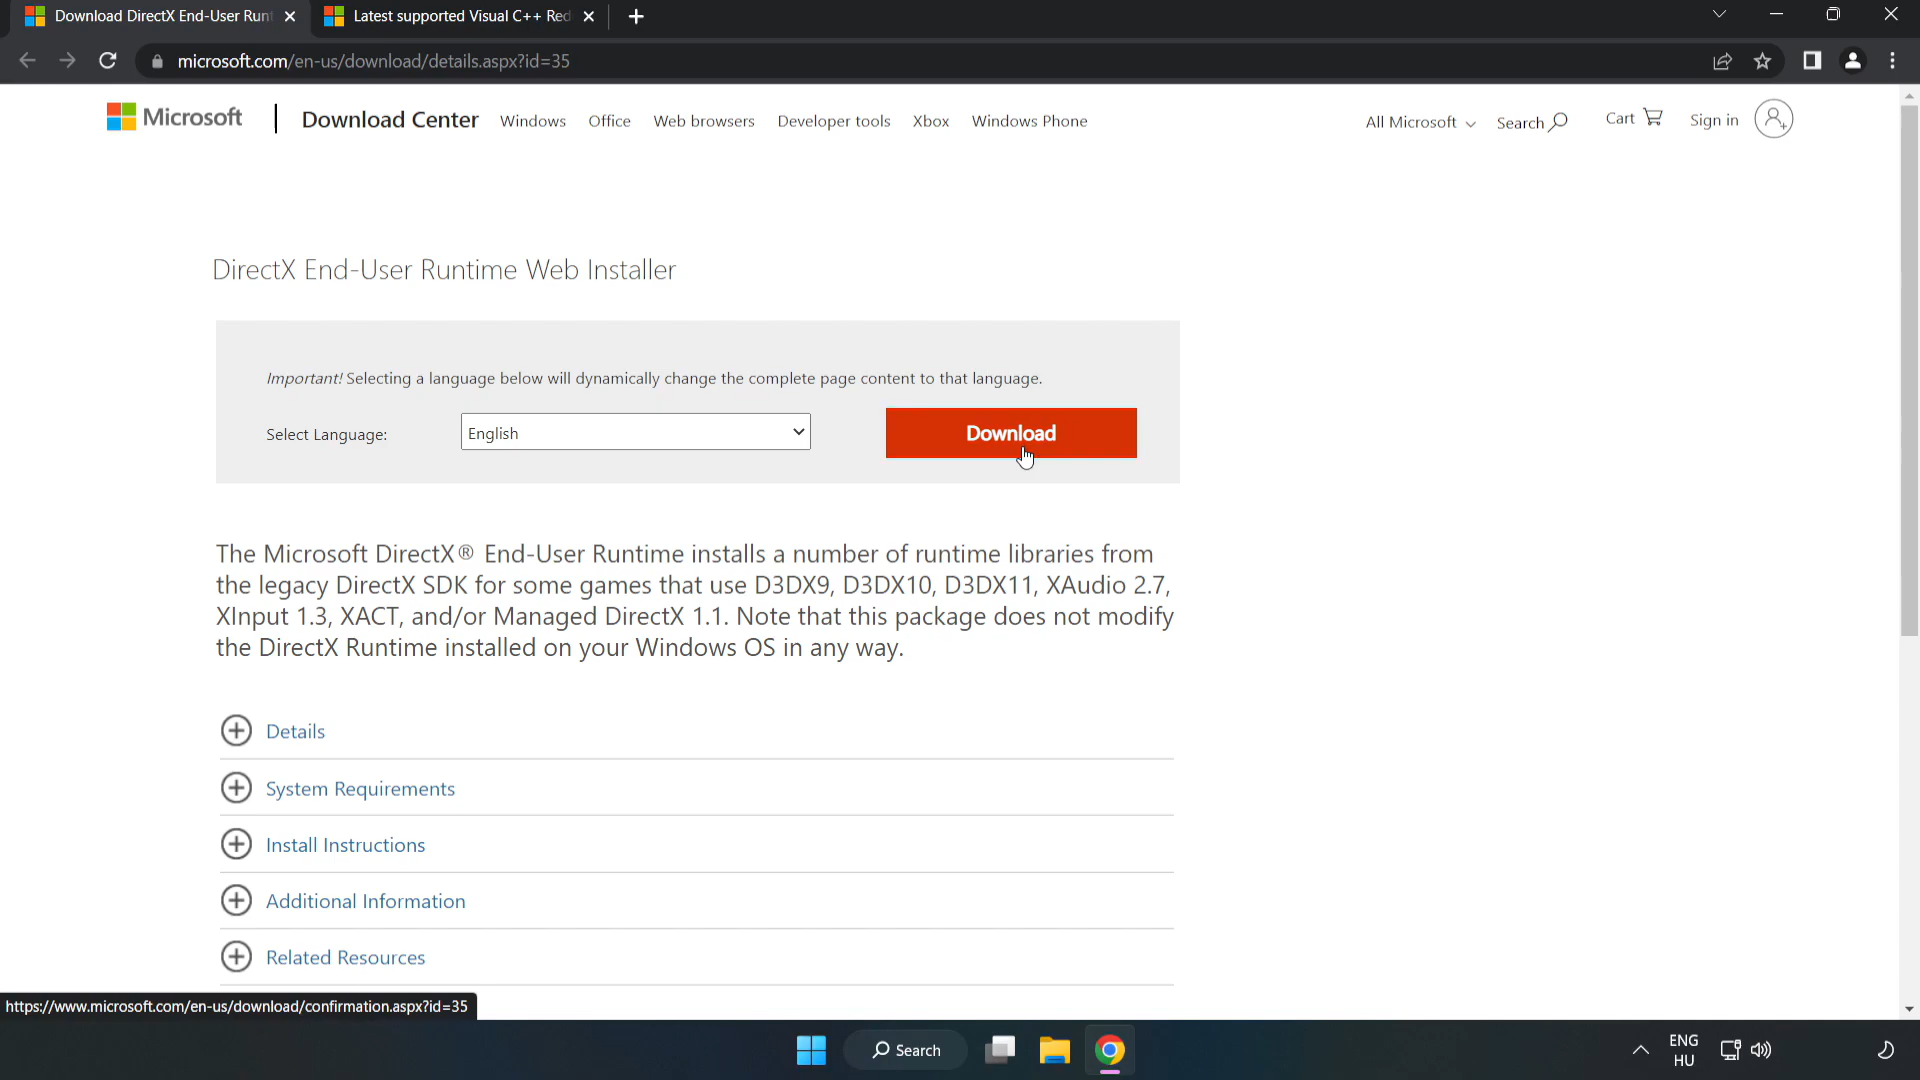 Download DirectX End-User Runt
Latest supported Visual C++ Red
microsoft.com/en-us/download/details.aspx?id=35
Microsoft
Download Center
Windows
Office
Web browsers
Developer tools
Xbox
Windows Phone
All Microsoft
Search
Cart
Sign in
DirectX End-User Runtime Web Installer
Important! Selecting a language below will dynamically change the complete page content to that language.
Select Language:
English
Download
The Microsoft DirectX® End-User Runtime installs a number of runtime libraries from
the legacy DirectX SDK for some games that use D3DX9, D3DX10, D3DX11, XAudio 2.7,
XInput 1.3, XACT, and/or Managed DirectX 1.1. Note that this package does not modify
the DirectX Runtime installed on your Windows OS in any way.
Details
System Requirements
Install Instructions
Additional Information
Related Resources
https://www.microsoft.com/en-us/download/confirmation.aspx?id=35
Search
ENG
HU